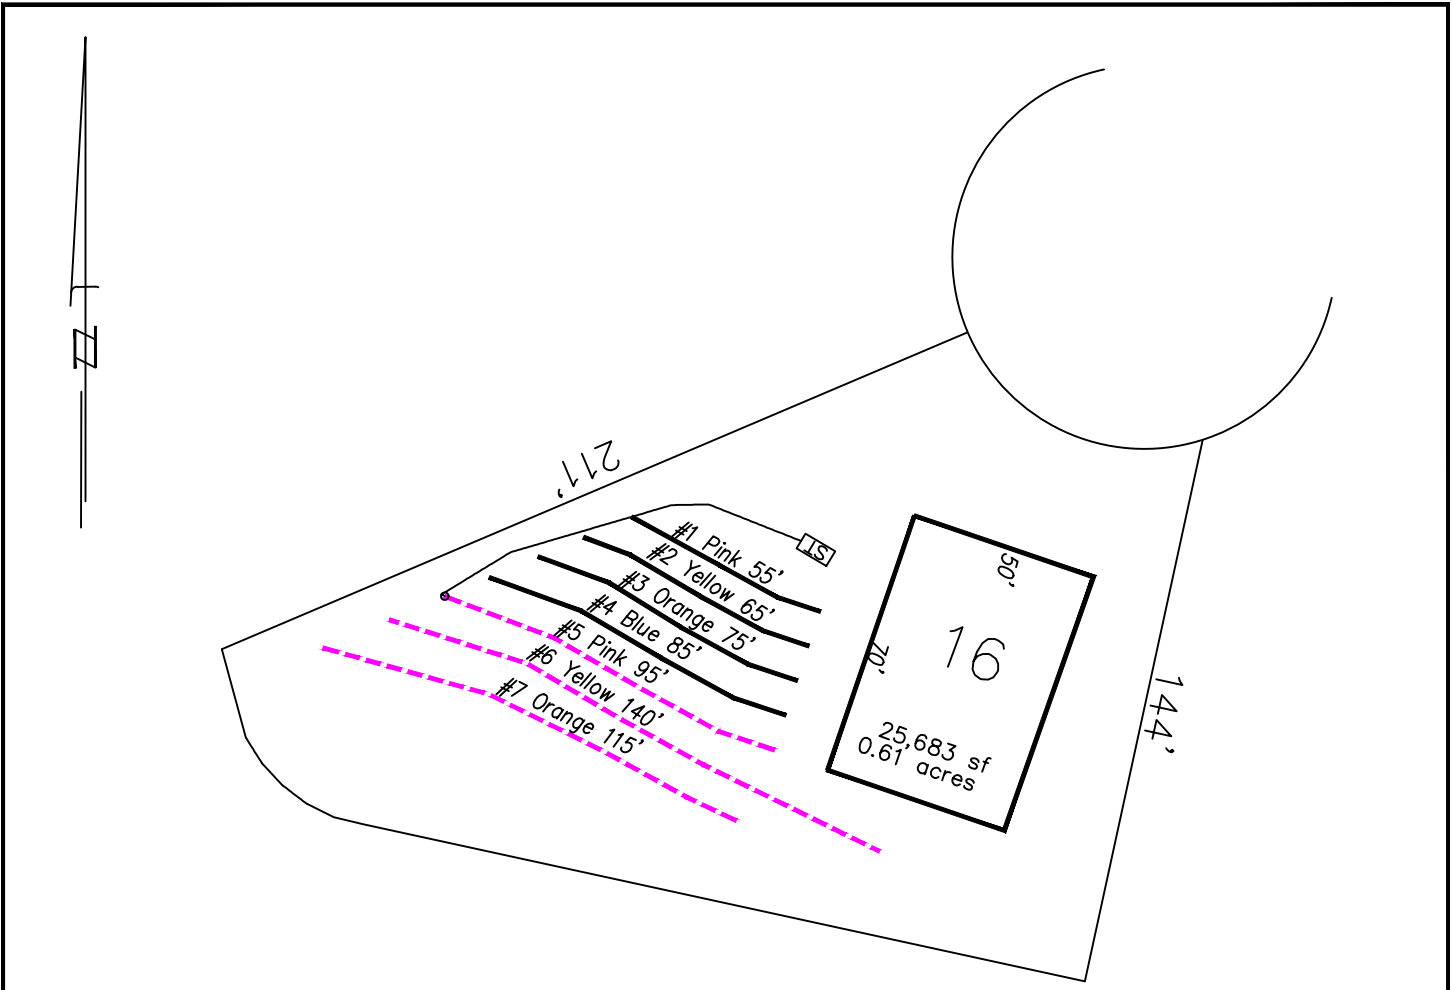 N
211'
#1 Pink 55'
#2 Yellow 65'
#3 Orange 75'
#4 Blue 85'
#5 Pink 95'
#6 Yellow 140'
#7 Orange 115'
ST
50'
70'
16
25,683 sf
0.61 acres
144'